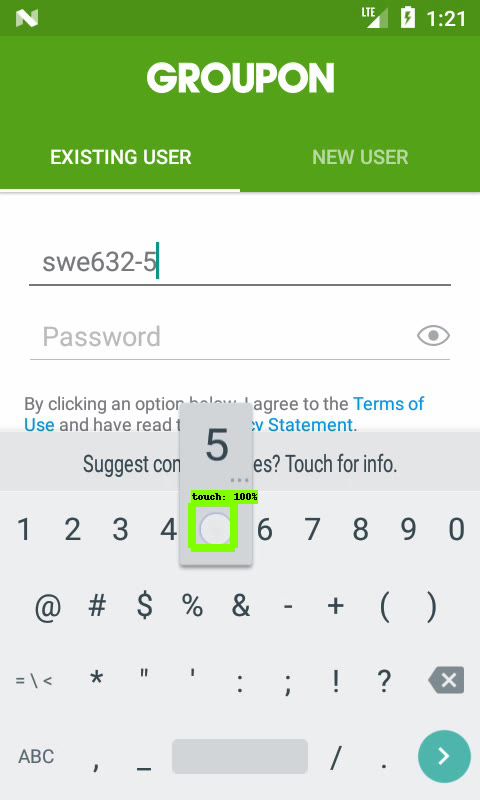 LTE 1:21
GROUPON
EXISTING USER NEW USER
swe632-5
Password
By clicking an option below, I agree to the Terms of
Use and have read t cy Statement.
5
Suggest con es? Touch for info.
touch: 100%
1 2 3 4 6 7 8 9 0
@ # $ % & - + ( )
= \ < * " ' : ; ! ?
ABC , _ / .